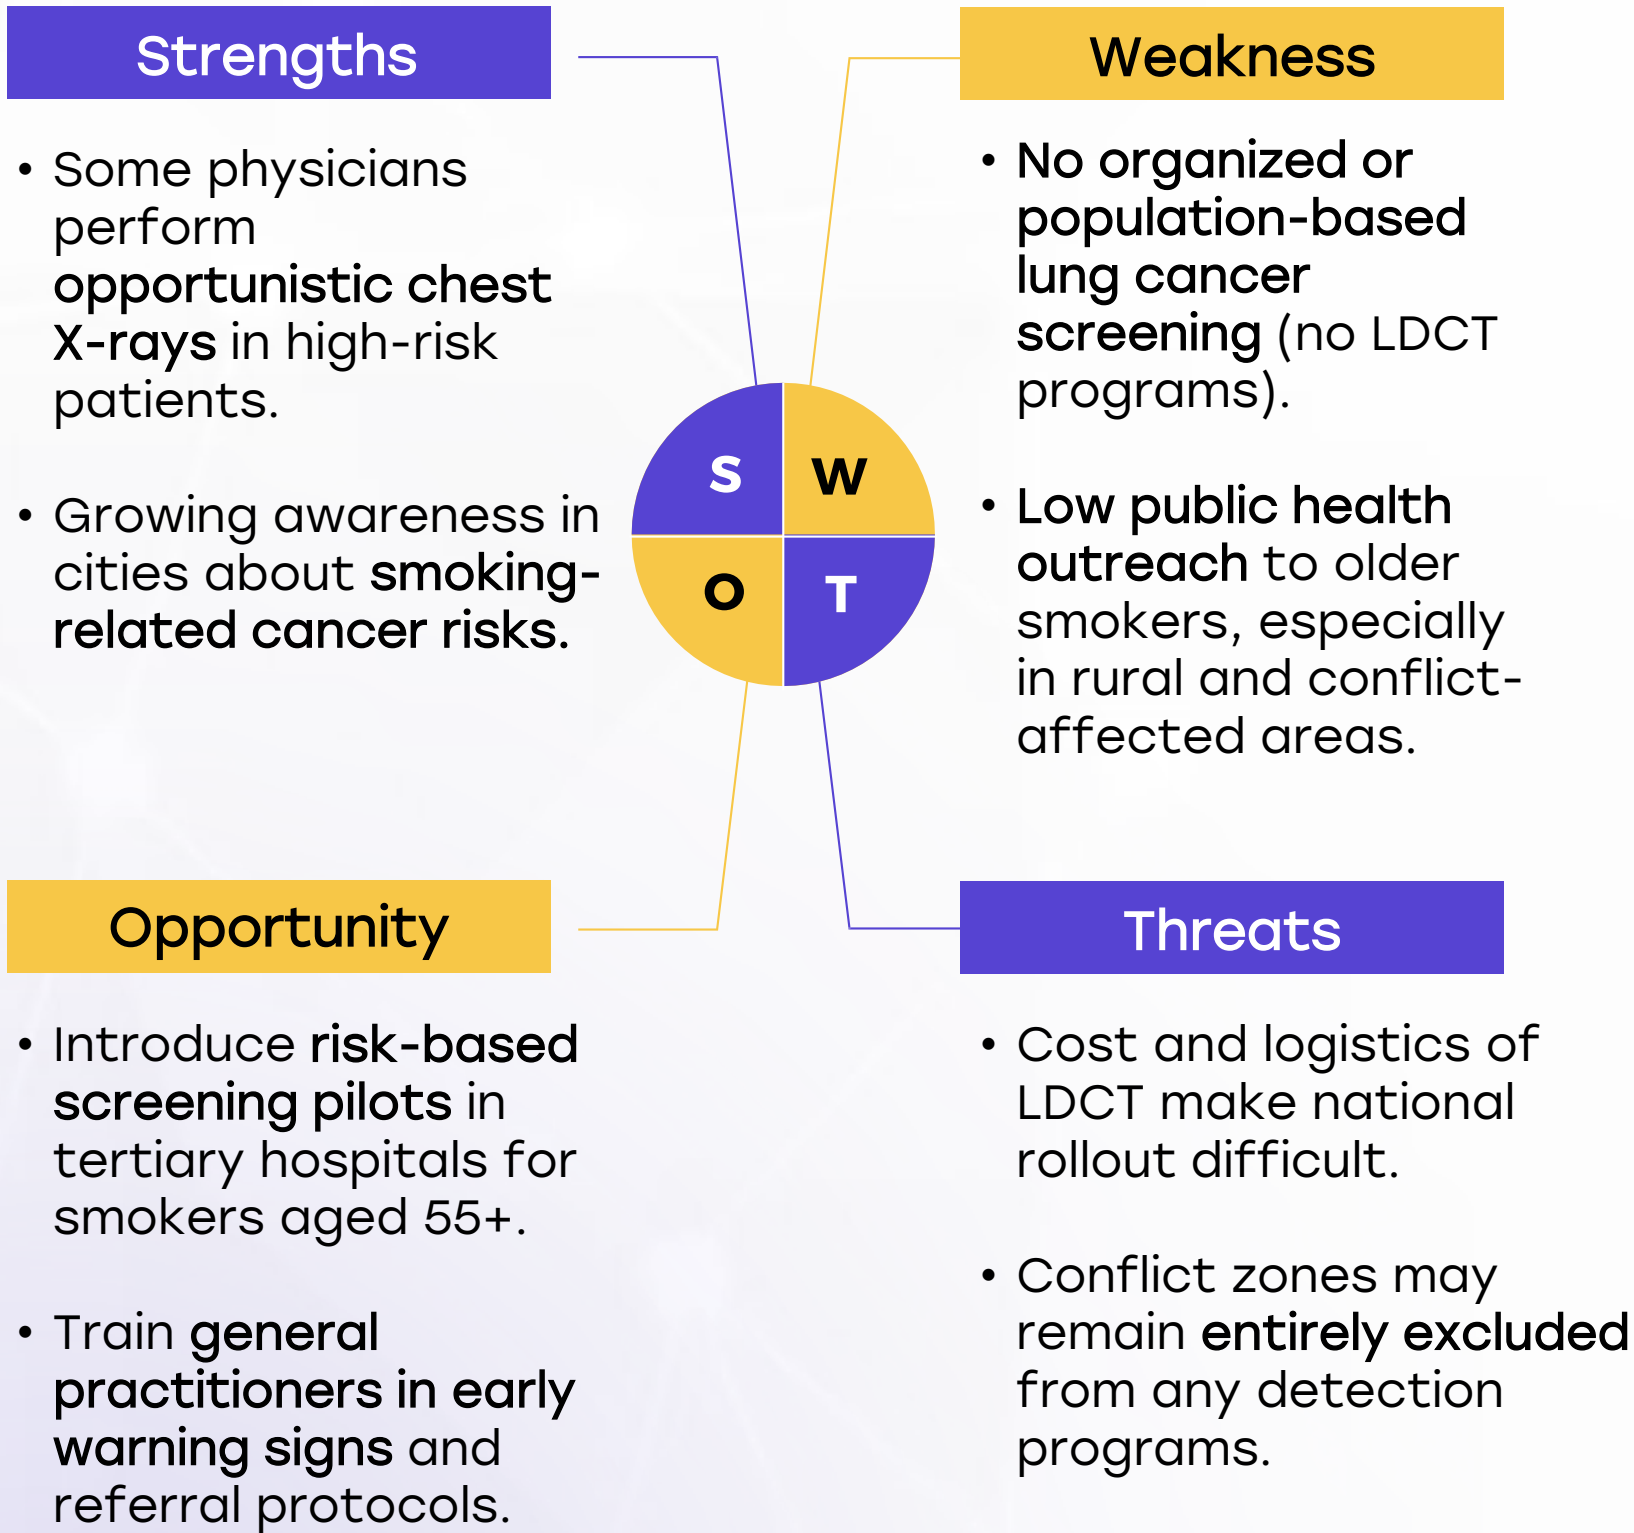 Strengths
• Some physicians
perform
opportunistic chest
X-rays in high-risk
patients.
• Growing awareness in
cities about smoking-
related cancer risks.
Weakness
• No organized or
population-based
lung cancer
screening (no LDCT
programs).
• Low public health
outreach to older
smokers, especially
in rural and conflict-
affected areas.
S
W
O
T
Opportunity
• Introduce risk-based
screening pilots in
tertiary hospitals for
smokers aged 55+.
• Train general
practitioners in early
warning signs and
referral protocols.
Threats
• Cost and logistics of
LDCT make national
rollout difficult.
• Conflict zones may
remain entirely excluded
from any detection
programs.